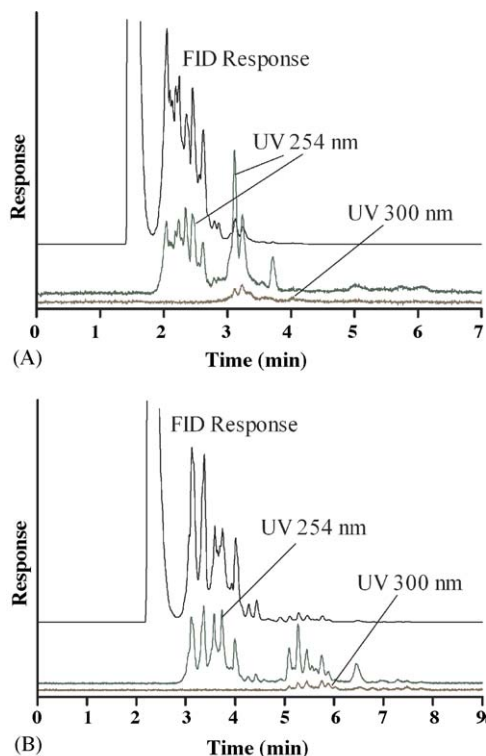 FID Response
UV 254 nm
UV 300 nm
Response
0 1 2 3 4 5 6 7
Time (min)
(A)
FID Response
UV 254 nm
UV 300 nm
Response
0 1 2 3 4 5 6 7 8 9
Time (min)
(B)